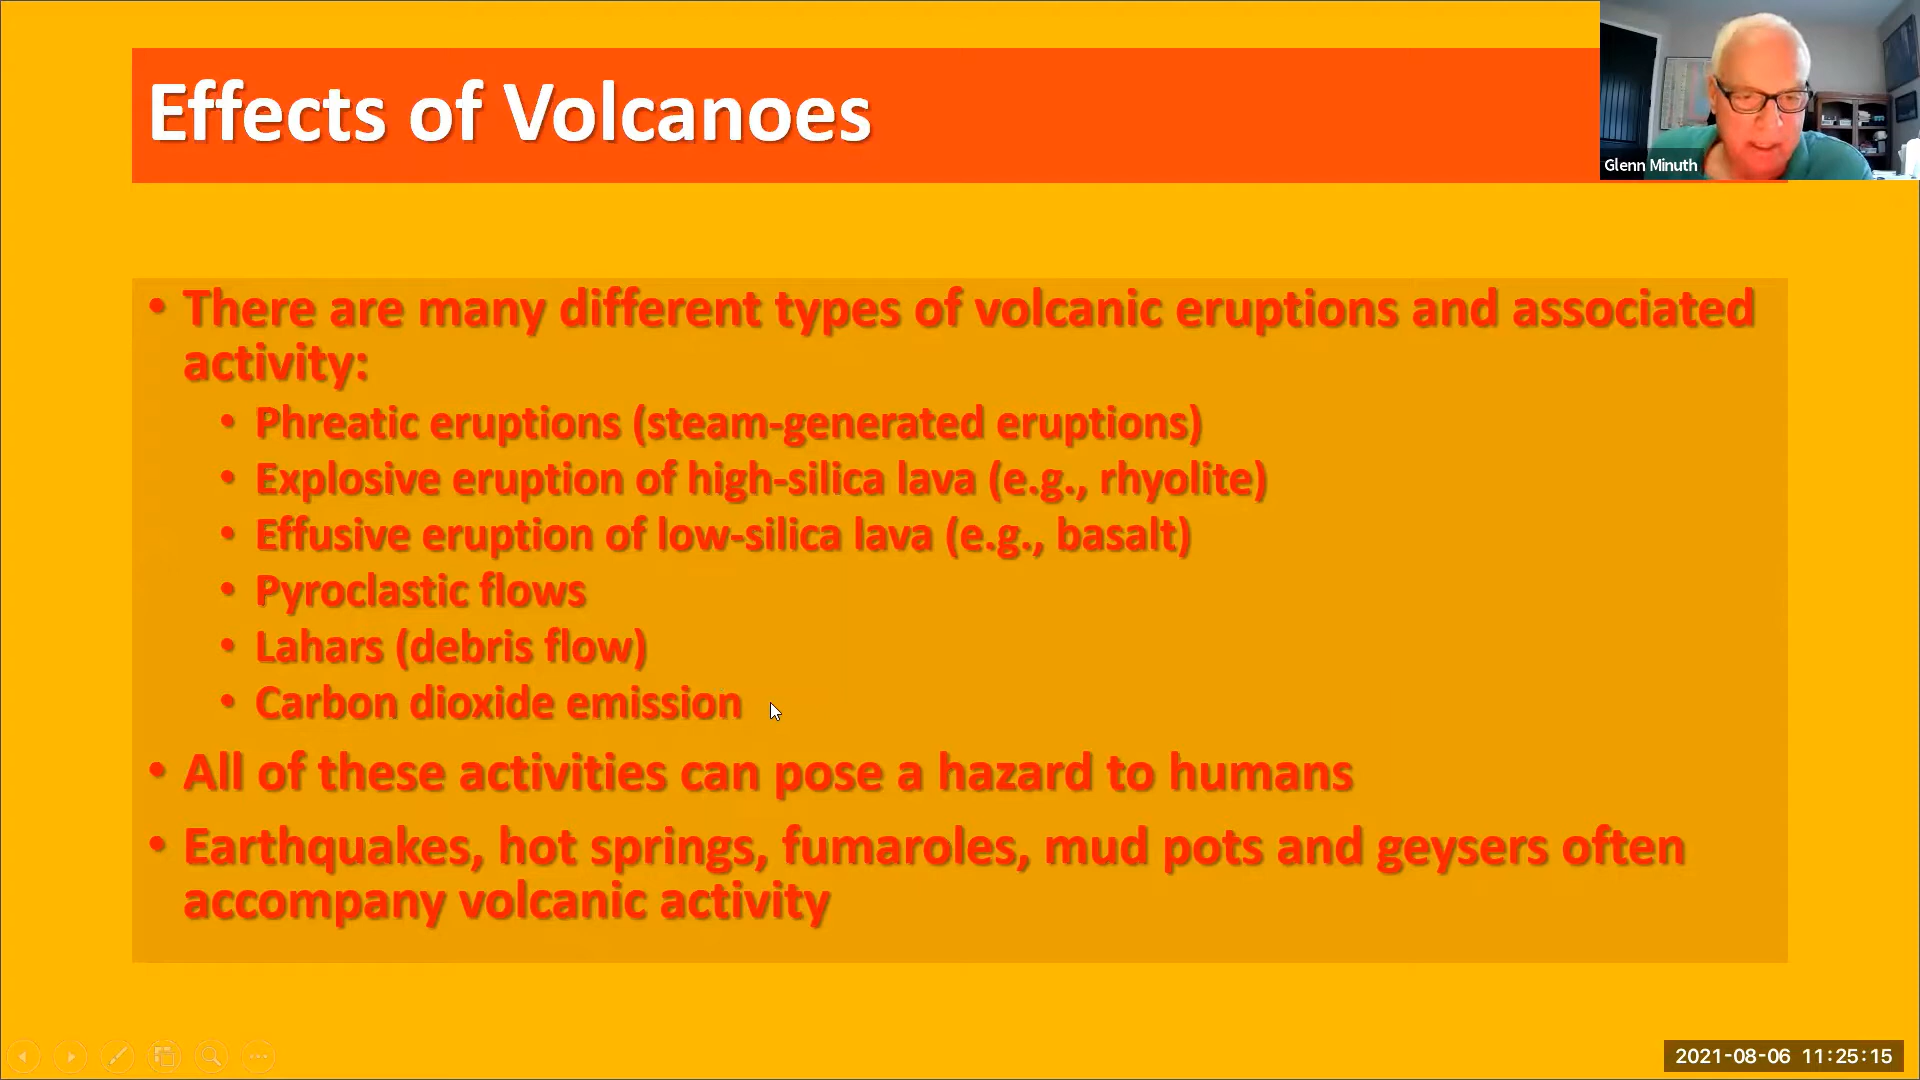 Effects of Volcanoes
Glenn Minuth
• There are many different types of volcanic eruptions and associated
activity:
• Phreatic eruptions (steam-generated eruptions)
• Explosive eruption of high-silica lava (e.g., rhyolite)
• Effusive eruption of low-silica lava (e.g., basalt)
• Pyroclastic flows
• Lahars (debris flow)
• Carbon dioxide emission
• All of these activities can pose a hazard to humans
• Earthquakes, hot springs, fumaroles, mud pots and geysers often
accompany volcanic activity
2021-08-06 11:25:15